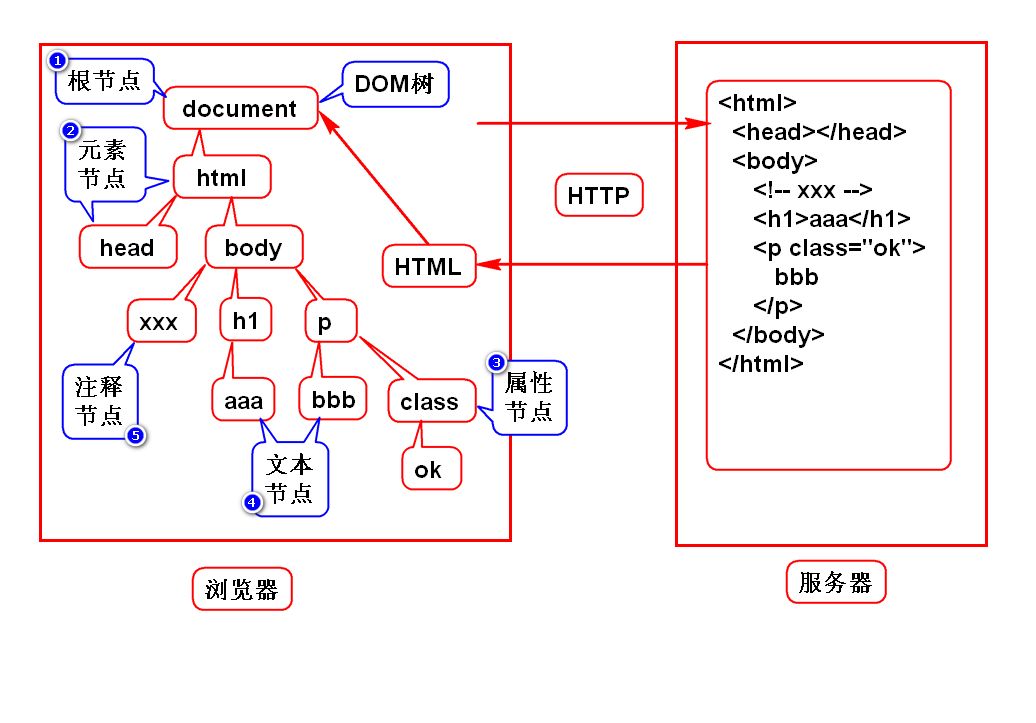 1
根节点
DOM树
document
2
元素
节点
html
head
body
HTML
xxx
h1
p
3
属性
节点
注释
节点
5
aaa
bbb
class
文本
节点
4
ok
浏览器
HTTP
<html>
<head></head>
<body>
<!-- xxx -->
<h1>aaa</h1>
<p class="ok">
bbb
</p>
</body>
</html>
服务器